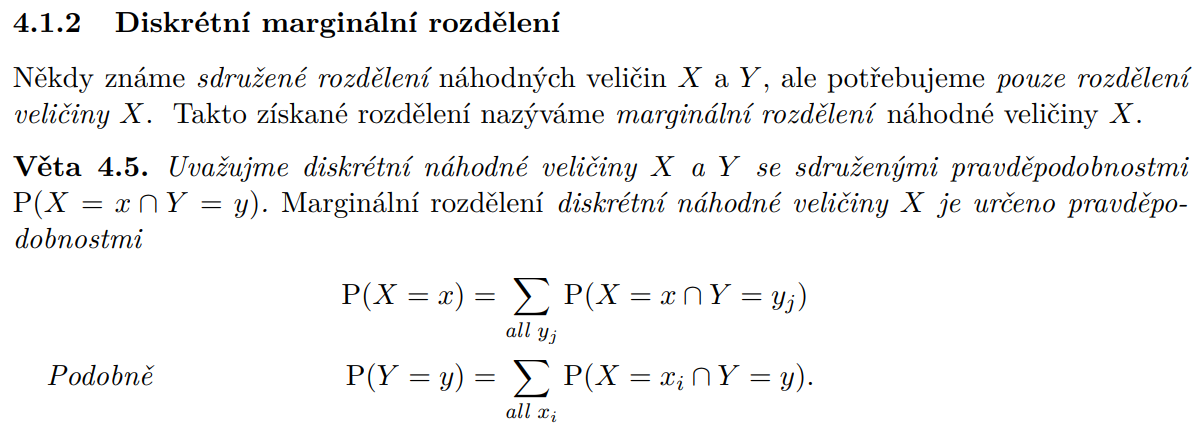 4.1.2 Diskrétní marginální rozdělení
Někdy známe sdružené rozdělení náhodných veličin X a Y, ale potřebujeme pouze rozdělení
veličiny X. Takto získané rozdělení nazýváme marginální rozdělení náhodné veličiny X.
Věta 4.5. Uvažujme diskrétní náhodné veličiny X a Y se sdruženými pravděpodobnostmi
P(X = x ∩ Y = y). Marginální rozdělení diskrétní náhodné veličiny X je určeno pravděpo-
dobnostmi
P(X = x) = ∑ P(X = x ∩ Y = y_j)
all y_j
Podobně P(Y = y) = ∑ P(X = x_i ∩ Y = y).
all x_i